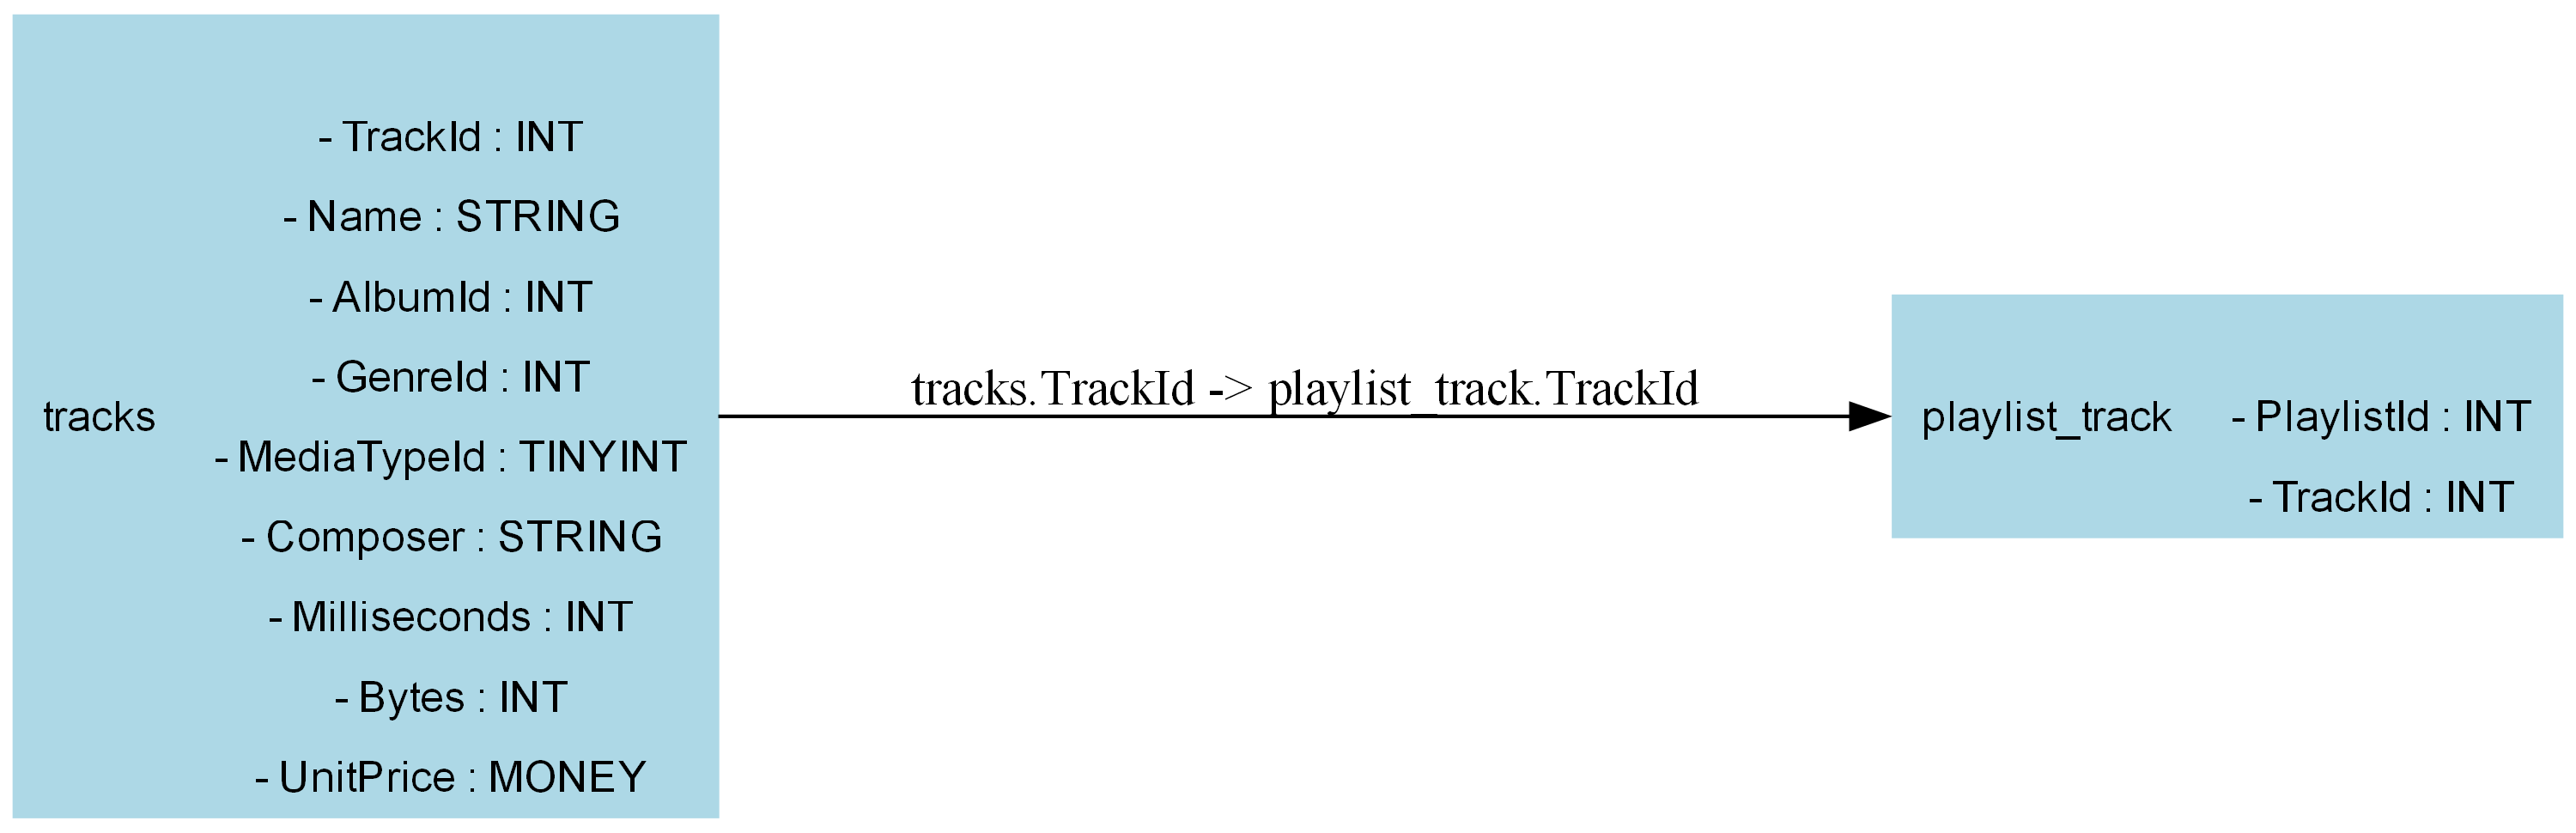 tracks
- TrackId : INT
- Name : STRING
- AlbumId : INT
- GenreId : INT
- MediaTypeId : TINYINT
- Composer : STRING
- Milliseconds : INT
- Bytes : INT
- UnitPrice : MONEY
tracks.TrackId -> playlist_track.TrackId
playlist_track
- PlaylistId : INT
- TrackId : INT